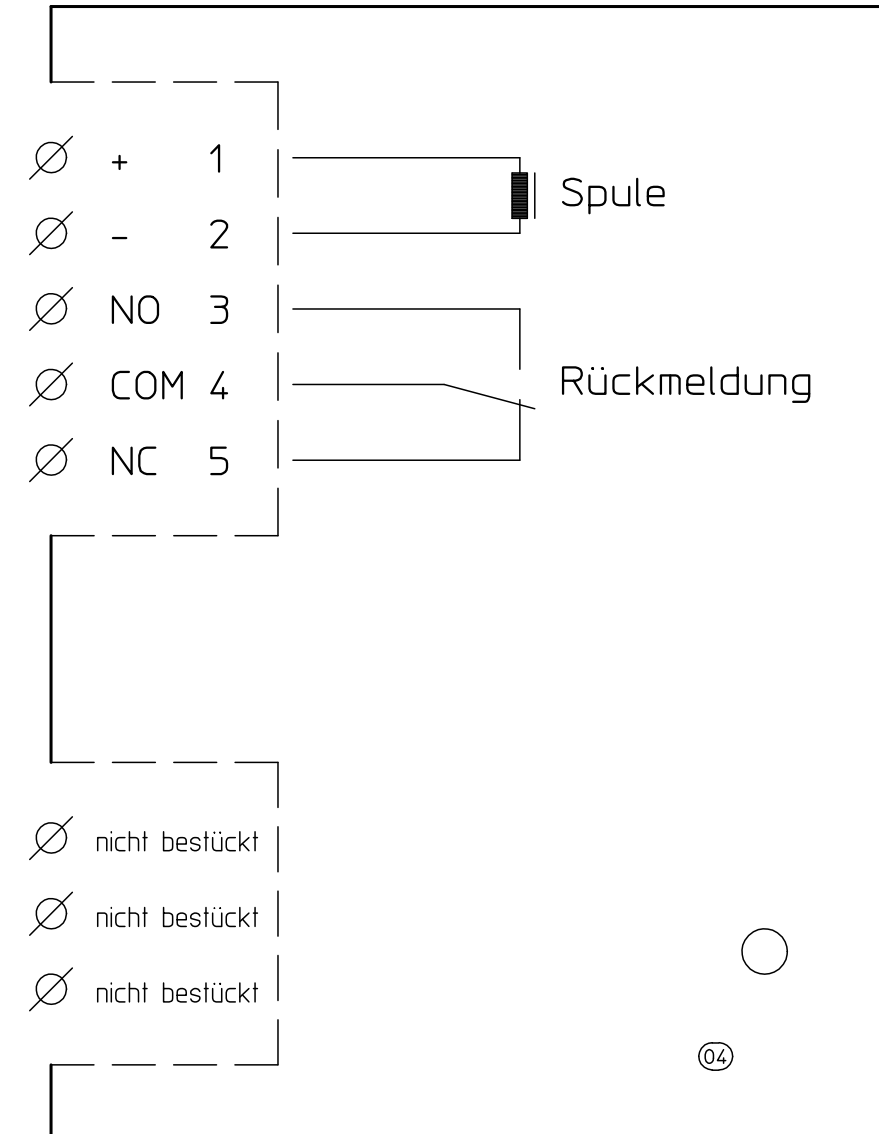 + 1
Spule
- 2
NO 3
COM 4
Rückmeldung
NC 5
nicht bestückt
nicht bestückt
nicht bestückt
04